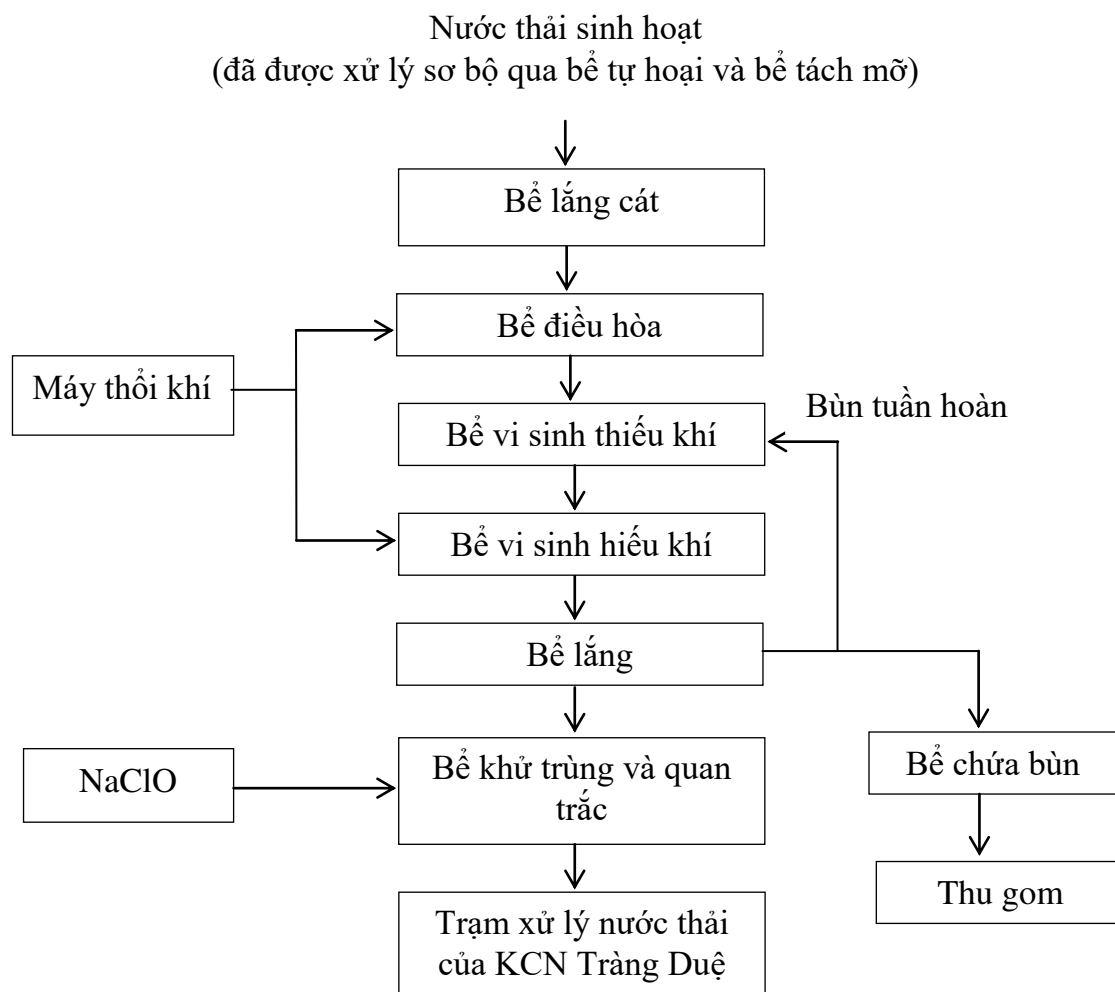 Nước thải sinh hoạt
(đã được xử lý sơ bộ qua bể tự hoại và bể tách mỡ)
Bể lắng cát
Bể điều hòa
Máy thổi khí
Bùn tuần hoàn
Bể vi sinh thiếu khí
Bể vi sinh hiếu khí
Bể lắng
NaClO
Bể khử trùng và quan
trắc
Bể chứa bùn
Thu gom
Trạm xử lý nước thải
của KCN Tràng Duệ